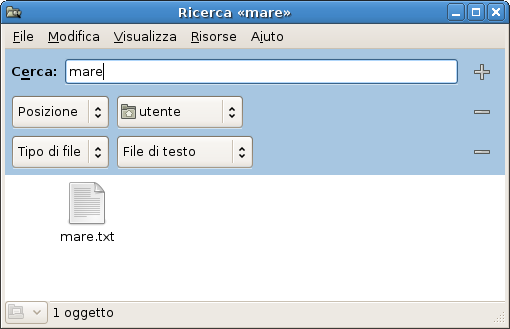 Ricerca «mare»
File Modifica Visualizza Risorse Aiuto
Cerca: mare
Posizione utente
Tipo di file File di testo
mare.txt
1 oggetto